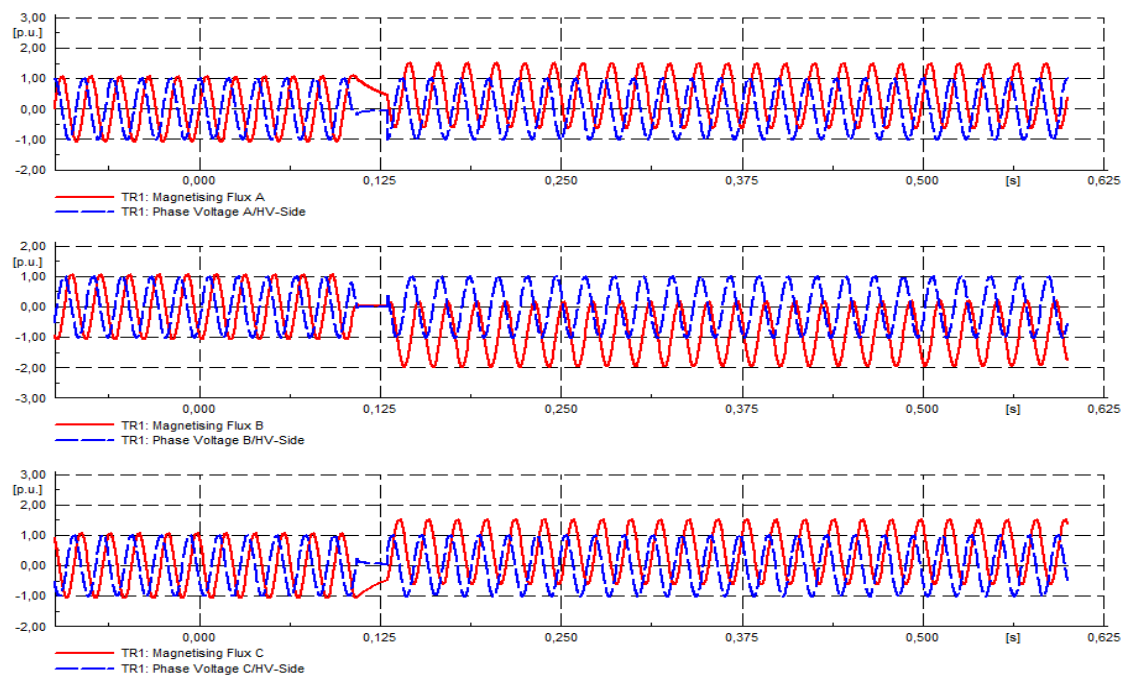 3,00
[p.u.]
2,00
1,00
0,00
-1,00
-2,00
0,000 0,125 0,250 0,375 0,500 [s] 0,625
TR1: Magnetising Flux A
TR1: Phase Voltage A/HV-Side
2,00
[p.u.]
1,00
0,00
-1,00
-2,00
-3,00
0,000 0,125 0,250 0,375 0,500 [s] 0,625
TR1: Magnetising Flux B
TR1: Phase Voltage B/HV-Side
3,00
[p.u.]
2,00
1,00
0,00
-1,00
-2,00
0,000 0,125 0,250 0,375 0,500 [s] 0,625
TR1: Magnetising Flux C
TR1: Phase Voltage C/HV-Side